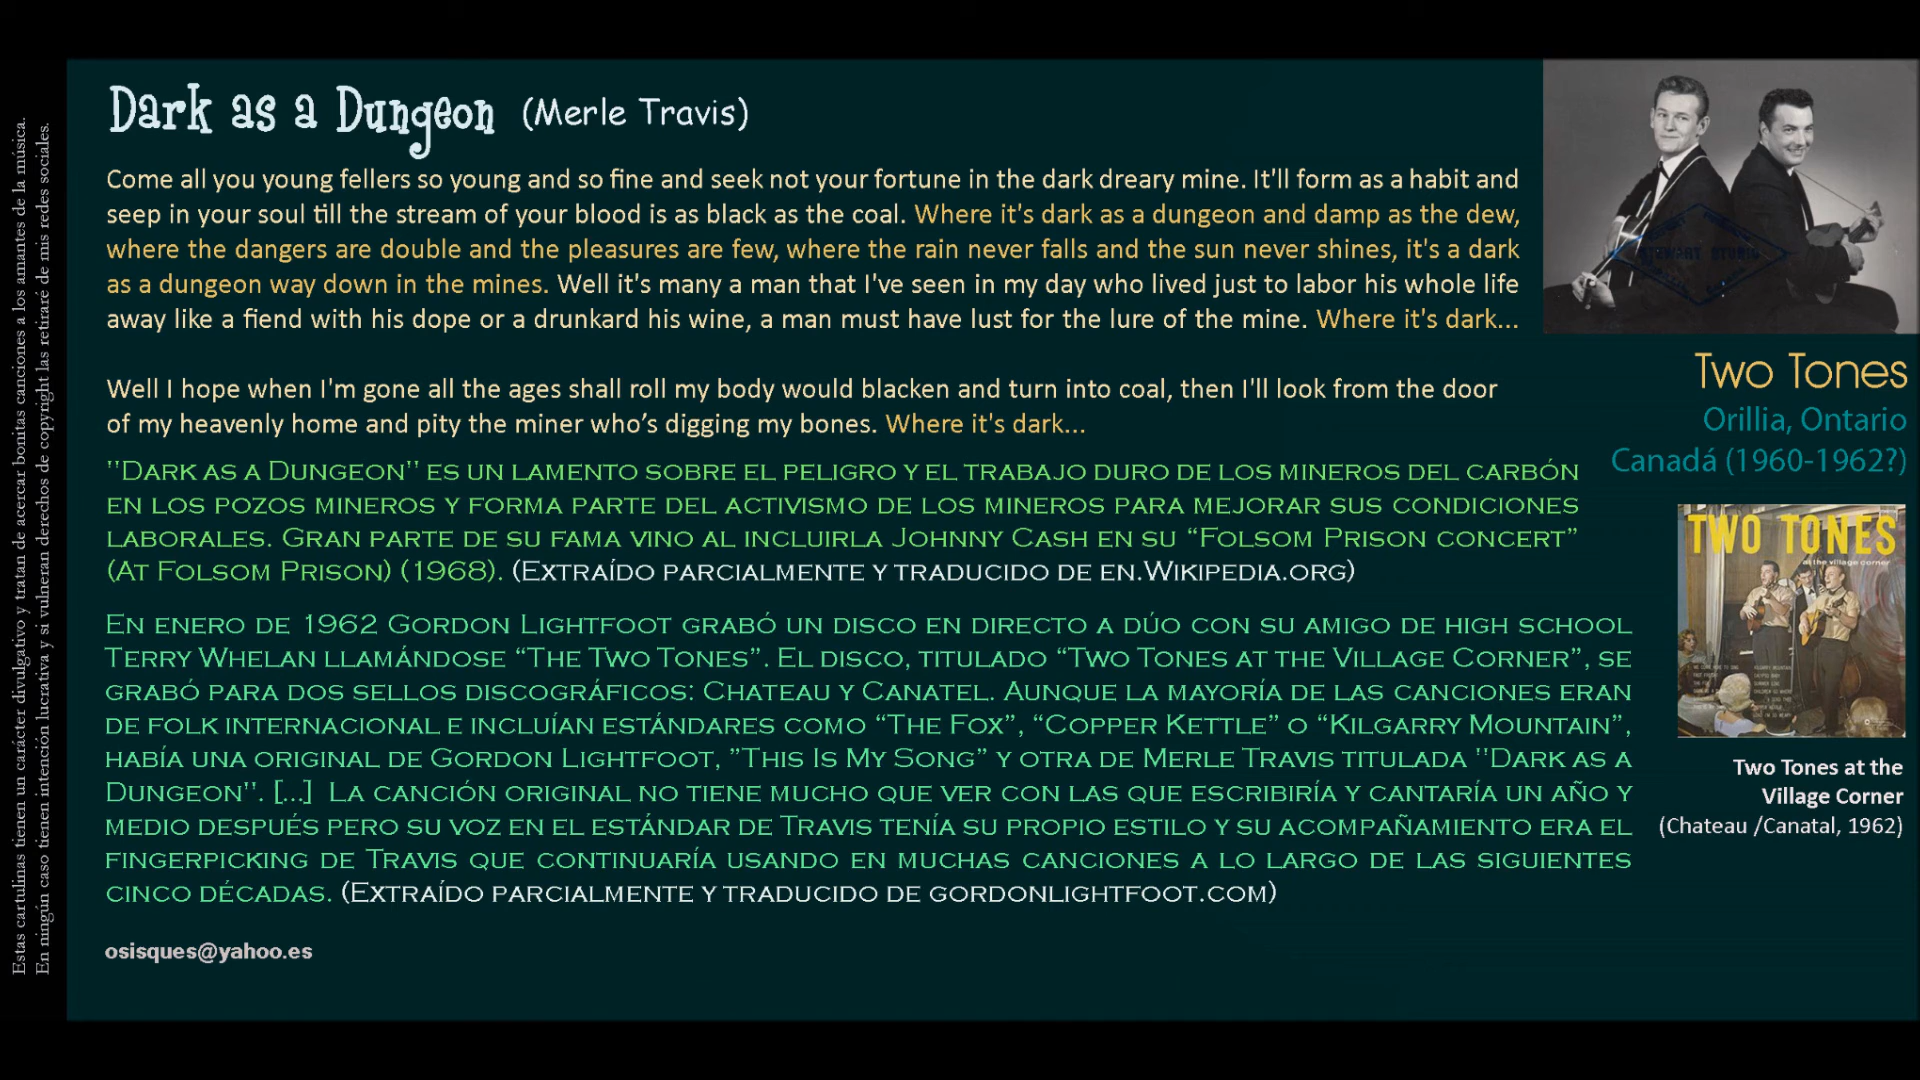 Estas cartulinas tienen un carácter divulgativo y tratan de acercar bonitas canciones a los amantes de la música.
En ningún caso tienen intención lucrativa y si vulneran derechos de copyright las retiraré de mis redes sociales.
Dark as a Dungeon (Merle Travis)
Come all you young fellers so young and so fine and seek not your fortune in the dark dreary mine. It'll form as a habit and
seep in your soul till the stream of your blood is as black as the coal. Where it's dark as a dungeon and damp as the dew,
where the dangers are double and the pleasures are few, where the rain never falls and the sun never shines, it's a dark
as a dungeon way down in the mines. Well it's many a man that I've seen in my day who lived just to labor his whole life
away like a fiend with his dope or a drunkard his wine, a man must have lust for the lure of the mine. Where it's dark...
Well I hope when I'm gone all the ages shall roll my body would blacken and turn into coal, then I'll look from the door
of my heavenly home and pity the miner who’s digging my bones. Where it's dark...
"Dark as a Dungeon" es un lamento sobre el peligro y el trabajo duro de los mineros del carbón
en los pozos mineros y forma parte del activismo de los mineros para mejorar sus condiciones
laborales. Gran parte de su fama vino al incluirla Johnny Cash en su “Folsom Prison concert”
(At Folsom Prison) (1968). (Extraído parcialmente y traducido de en.Wikipedia.org)
En enero de 1962 Gordon Lightfoot grabó un disco en directo a dúo con su amigo de high school
Terry Whelan llamándose “The Two Tones”. El disco, titulado “Two Tones at the Village Corner”, se
grabó para dos sellos discográficos: Chateau y Canatel. Aunque la mayoría de las canciones eran
de folk internacional e incluían estándares como “The Fox”, “Copper Kettle” o “Kilgarry Mountain”,
había una original de Gordon Lightfoot, ”This Is My Song” y otra de Merle Travis titulada "Dark as a
Dungeon". [...] La canción original no tiene mucho que ver con las que escribiría y cantaría un año y
medio después pero su voz en el estándar de Travis tenía su propio estilo y su acompañamiento era el
fingerpicking de Travis que continuaría usando en muchas canciones a lo largo de las siguientes
cinco décadas. (Extraído parcialmente y traducido de gordonlightfoot.com)
osisques@yahoo.es
STEWART STUDIO
Two Tones
Orillia, Ontario
Canadá (1960-1962?)
TWO TONES
at the village corner
Two Tones at the
Village Corner
(Chateau /Canatal, 1962)